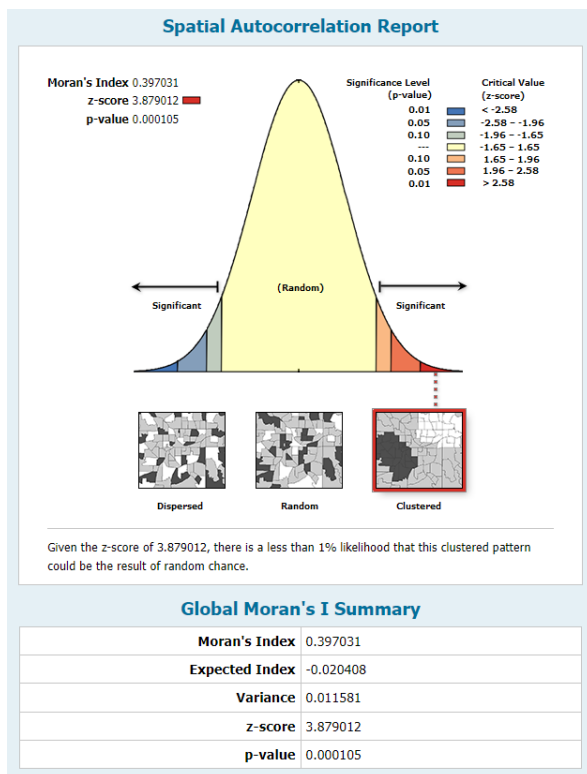 Spatial Autocorrelation Report
Moran's Index 0.397031
z-score 3.879012
p-value 0.000105
Significance Level
(p-value)
Critical Value
(z-score)
0.01 < -2.58
0.05 -2.58 – -1.96
0.10 -1.96 – -1.65
--- -1.65 – 1.65
0.10 1.65 – 1.96
0.05 1.96 – 2.58
0.01 > 2.58
(Random)
Significant
Significant
Dispersed
Random
Clustered
Given the z-score of 3.879012, there is a less than 1% likelihood that this clustered pattern
could be the result of random chance.
Global Moran's I Summary
Moran's Index 0.397031
Expected Index -0.020408
Variance 0.011581
z-score 3.879012
p-value 0.000105